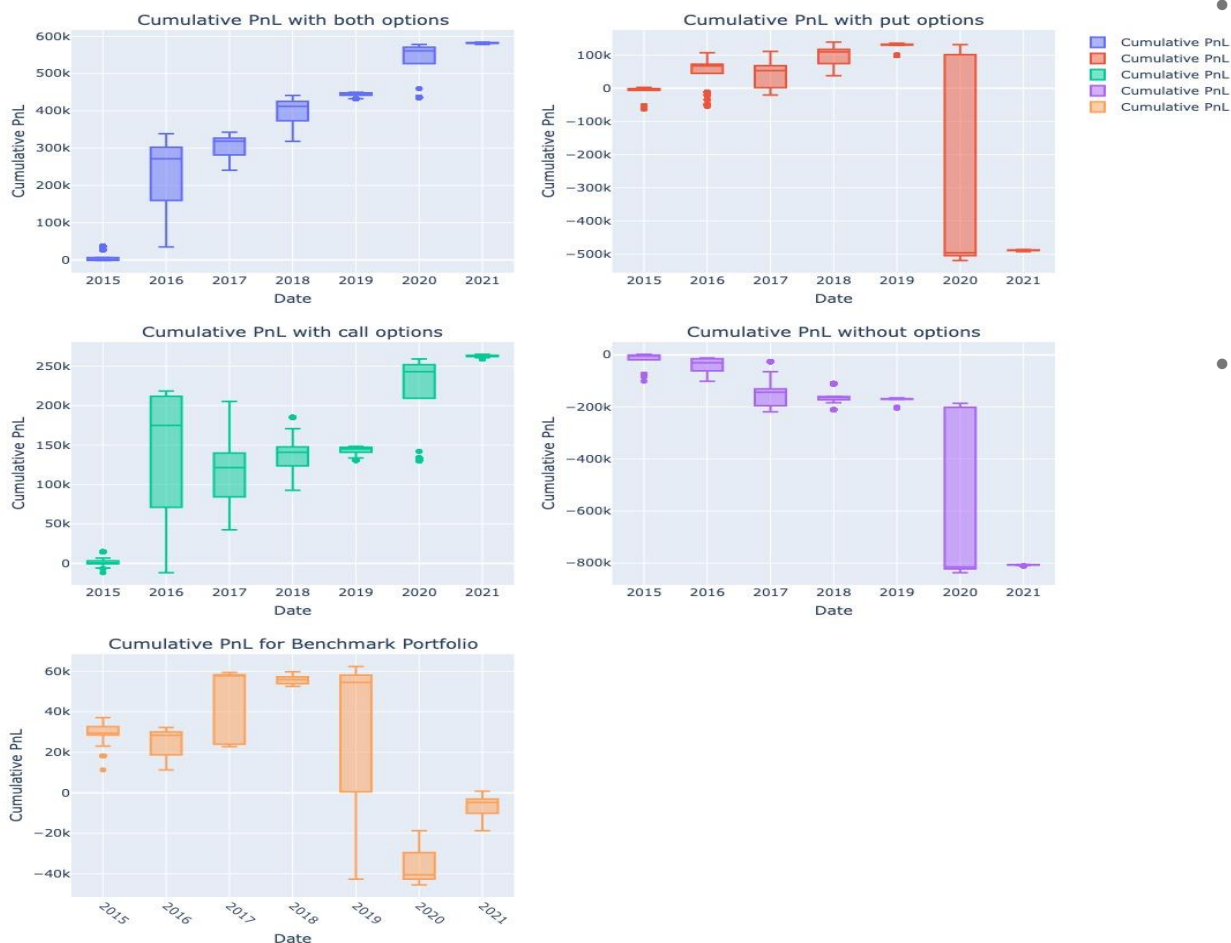 Cumulative PnL with both options
600k
500k
400k
300k
200k
100k
0
Cumulative PnL
2015 2016 2017 2018 2019 2020 2021
Date
Cumulative PnL with put options
100k
0
−100k
−200k
−300k
−400k
−500k
Cumulative PnL
2015 2016 2017 2018 2019 2020 2021
Date
Cumulative PnL
Cumulative PnL
Cumulative PnL
Cumulative PnL
Cumulative PnL
Cumulative PnL with call options
250k
200k
150k
100k
50k
0
Cumulative PnL
2015 2016 2017 2018 2019 2020 2021
Date
Cumulative PnL without options
0
−200k
−400k
−600k
−800k
Cumulative PnL
2015 2016 2017 2018 2019 2020 2021
Date
Cumulative PnL for Benchmark Portfolio
60k
40k
20k
0
−20k
−40k
Cumulative PnL
2015 2016 2017 2018 2019 2020 2021
Date